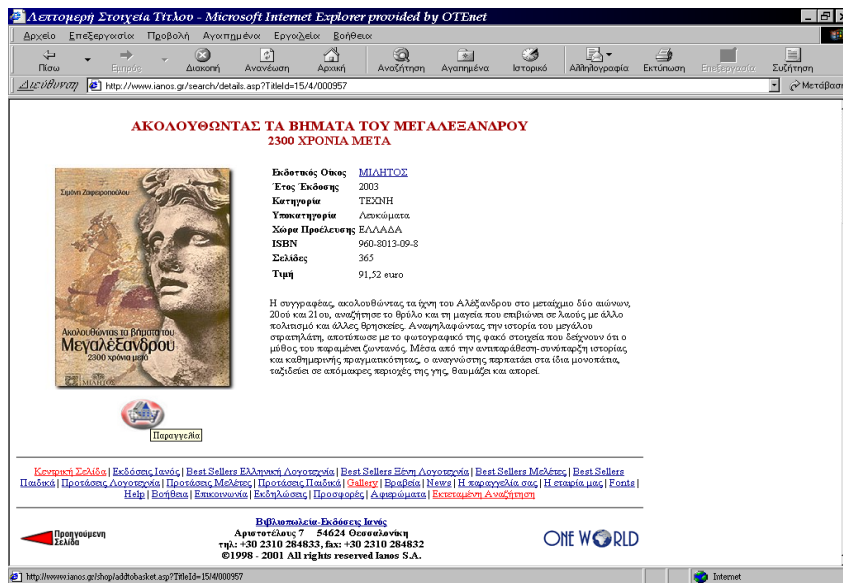 Λεπτομερή Στοιχεία Τίτλου - Microsoft Internet Explorer provided by OTEnet
Αρχείο Επεξεργασία Προβολή Αγαπημένα Εργαλεία Βοήθεια
Πίσω Εμπρός Διακοπή Ανανέωση Αρχική Αναζήτηση Αγαπημένα Ιστορικό Αλληλογραφία Εκτύπωση Επεξεργασία Συζήτηση
Διεύθυνση http://www.ianos.gr/search/details.asp?TitleId=15/4/000957 Μετάβαση
ΑΚΟΛΟΥΘΩΝΤΑΣ ΤΑ ΒΗΜΑΤΑ ΤΟΥ ΜΕΓΑΛΕΞΑΝΔΡΟΥ
2300 ΧΡΟΝΙΑ ΜΕΤΑ
Σιμόνη Ζαφειροπούλου
Ακολουθώντας τα βήματα του
Μεγαλέξανδρου
2300 χρόνια μετά
ΜΙΛΗΤΟΣ
Εκδοτικός Οίκος ΜΙΛΗΤΟΣ
Έτος Έκδοσης 2003
Κατηγορία ΤΕΧΝΗ
Υποκατηγορία Λευκώματα
Χώρα Προέλευσης ΕΛΛΑΔΑ
ISBN 960-8013-09-8
Σελίδες 365
Τιμή 91,52 euro
Η συγγραφέας, ακολουθώντας τα ίχνη του Αλέξανδρου στο μεταίχμιο δύο αιώνων,
20ού και 21ου, αναζήτησε το θρύλο και τη μαγεία που επιβιώνει σε λαούς με άλλο
πολιτισμό και άλλες θρησκείες. Αναψηλαφώντας την ιστορία του μεγάλου
στρατηλάτη, αποτύπωσε με το φωτογραφικό της φακό στοιχεία που δείχνουν ότι ο
μύθος του παραμένει ζωντανός. Μέσα από την αντιπαράθεση-συνύπαρξη ιστορίας
και καθημερινής πραγματικότητας, ο αναγνώστης περπατάει στα ίδια μονοπάτια,
ταξιδεύει σε απόμακρες περιοχές της γης, θαυμάζει και απορεί.
Παραγγελία
Κεντρική Σελίδα | Εκδόσεις Ιανός | Best Sellers Ελληνική Λογοτεχνία | Best Sellers Ξένη Λογοτεχνία | Best Sellers Μελέτες | Best Sellers
Παιδικά | Προτάσεις Λογοτεχνία | Προτάσεις Μελέτες | Προτάσεις Παιδικά | Gallery | Βραβεία | News | Η παραγγελία σας | Η εταιρία μας | Fonts |
Help | Βοήθεια | Επικοινωνία | Εκδηλώσεις | Προσφορές | Αφιερώματα | Εκτεταμένη Αναζήτηση
Προηγούμενη
Σελίδα
Βιβλιοπωλεία-Εκδόσεις Ιανός
Αριστοτέλους 7 54624 Θεσσαλονίκη
τηλ: +30 2310 284833, fax: +30 2310 284832
©1998 - 2001 All rights reserved Ianos S.A.
ONE WORLD
http://www.ianos.gr/shop/addtobasket.asp?TitleId=15/4/000957 Internet